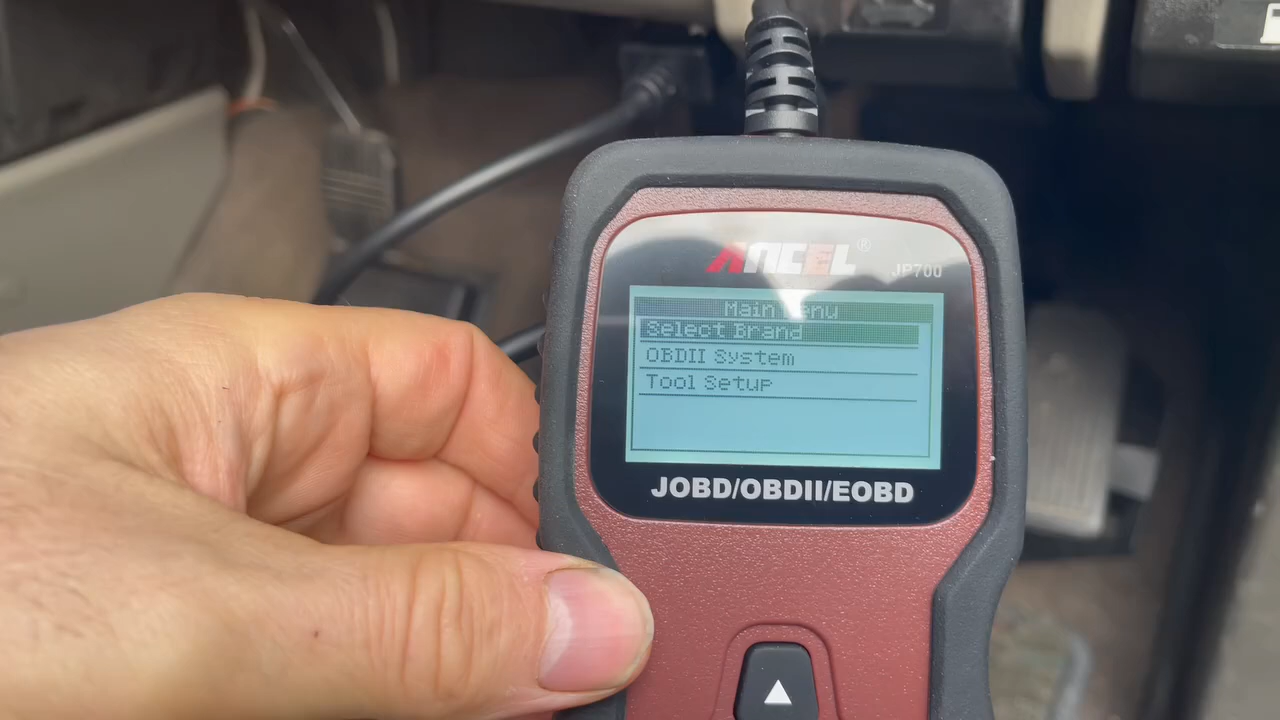 ANCEL®
JP700
Main Menu
Select Brand
OBDII System
Tool Setup
JOBD/OBDII/EOBD